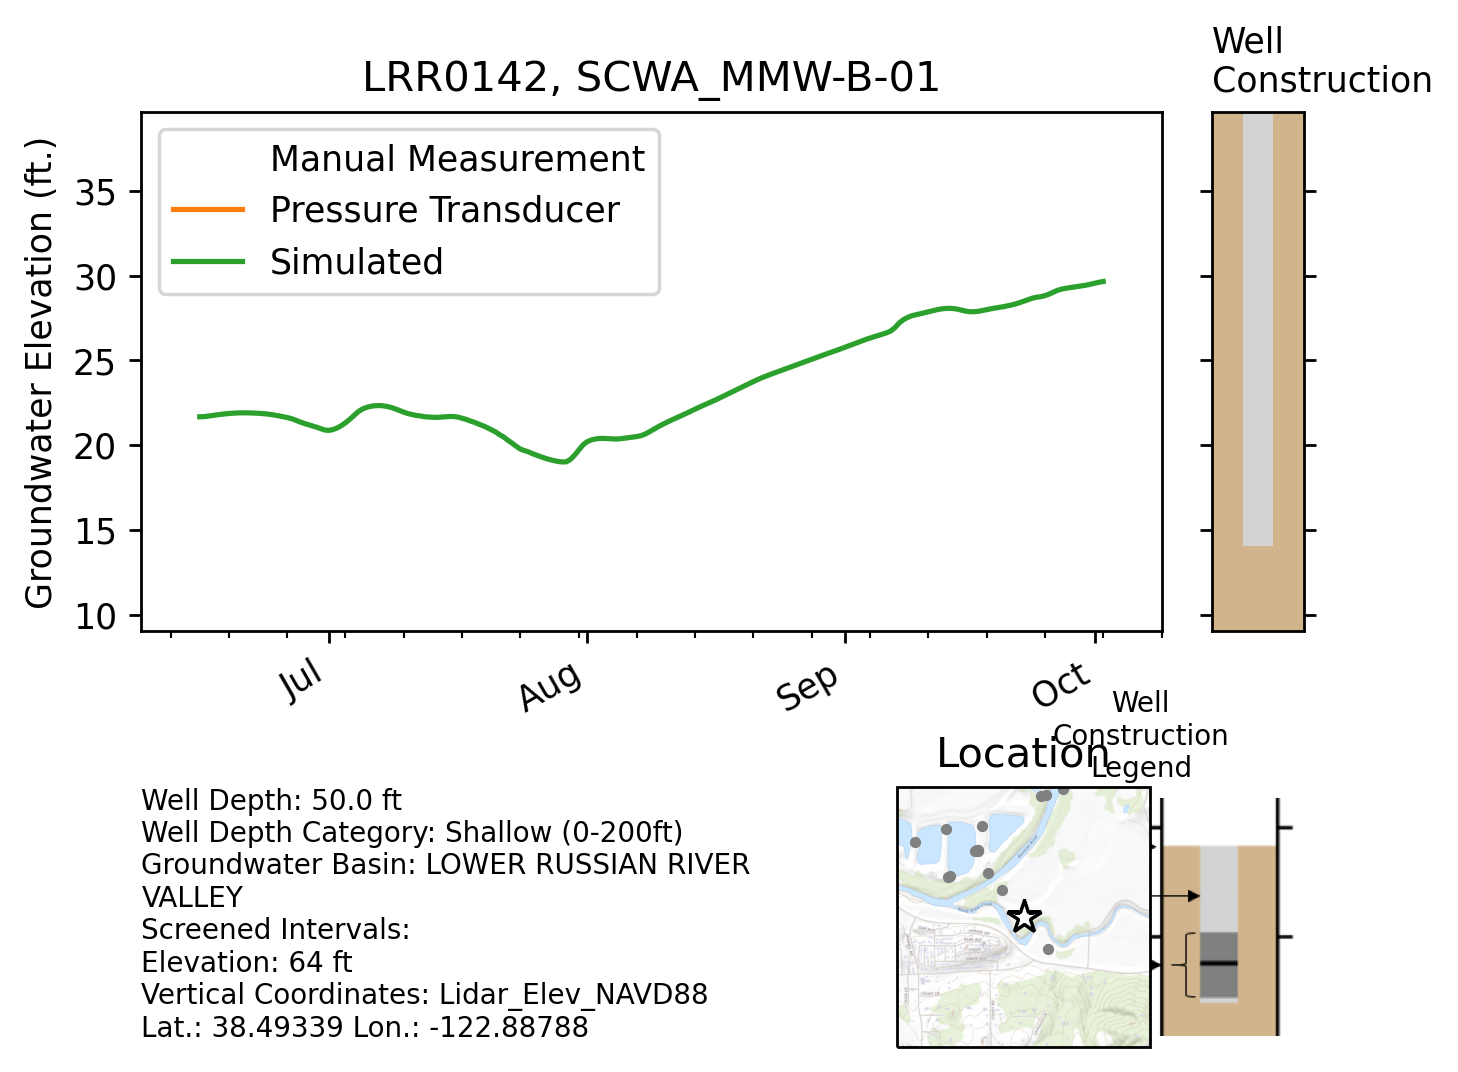 Well
Construction
LRR0142, SCWA_MMW-B-01
Groundwater Elevation (ft.)
Manual Measurement
Pressure Transducer
Simulated
35
30
25
20
15
10
Jul
Aug
Sep
Oct
Well
Construction
Legend
Location
Well Depth: 50.0 ft
Well Depth Category: Shallow (0-200ft)
Groundwater Basin: LOWER RUSSIAN RIVER
VALLEY
Screened Intervals:
Elevation: 64 ft
Vertical Coordinates: Lidar_Elev_NAVD88
Lat.: 38.49339 Lon.: -122.88788